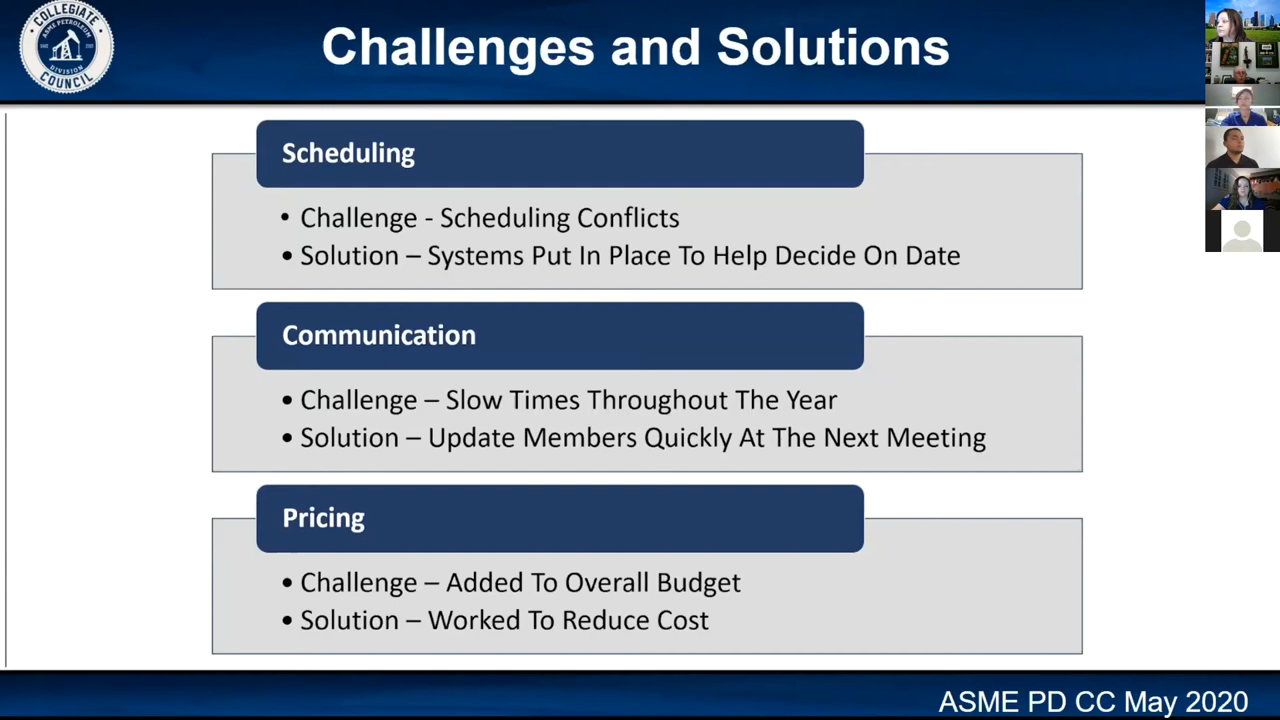 COLLEGIATE
ASME PETROLEUM
DIVISION
COUNCIL
Challenges and Solutions
Scheduling
• Challenge - Scheduling Conflicts
• Solution – Systems Put In Place To Help Decide On Date
Communication
• Challenge – Slow Times Throughout The Year
• Solution – Update Members Quickly At The Next Meeting
Pricing
• Challenge – Added To Overall Budget
• Solution – Worked To Reduce Cost
ASME PD CC May 2020